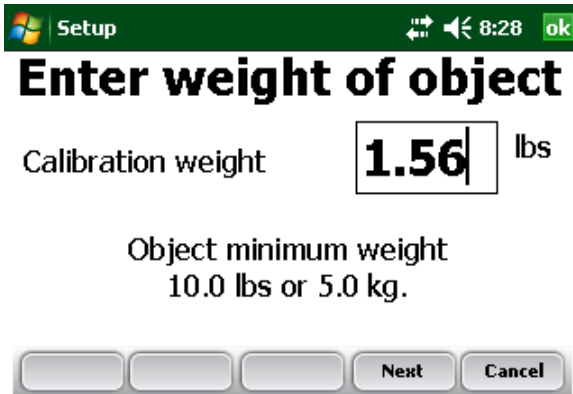 Setup 8:28 ok
Enter weight of object
Calibration weight 1.56 lbs
Object minimum weight
10.0 lbs or 5.0 kg.
Next Cancel